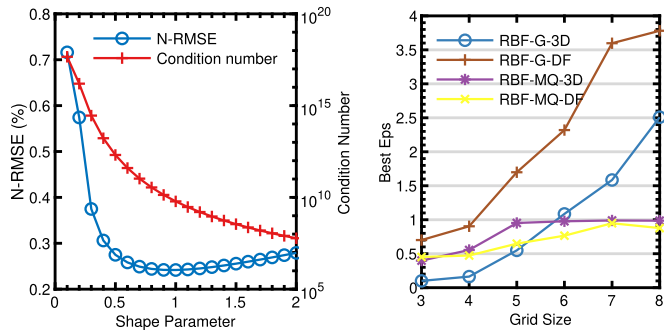 N-RMSE
Condition number
N-RMSE (%)
0.8
0.7
0.6
0.5
0.4
0.3
0.2
0
0.5
1
1.5
2
Shape Parameter
10^20
10^15
10^10
10^5
Condition Number
RBF-G-3D
RBF-G-DF
RBF-MQ-3D
RBF-MQ-DF
Best Eps
4
3.5
3
2.5
2
1.5
1
0.5
0
3
4
5
6
7
8
Grid Size